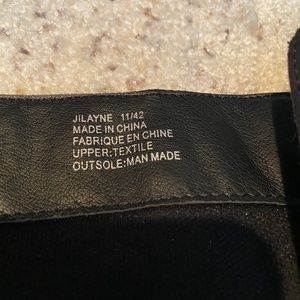 JILAYNE 11/42
MADE IN CHINA
FABRIQUE EN CHINE
UPPER:TEXTILE
OUTSOLE:MAN MADE